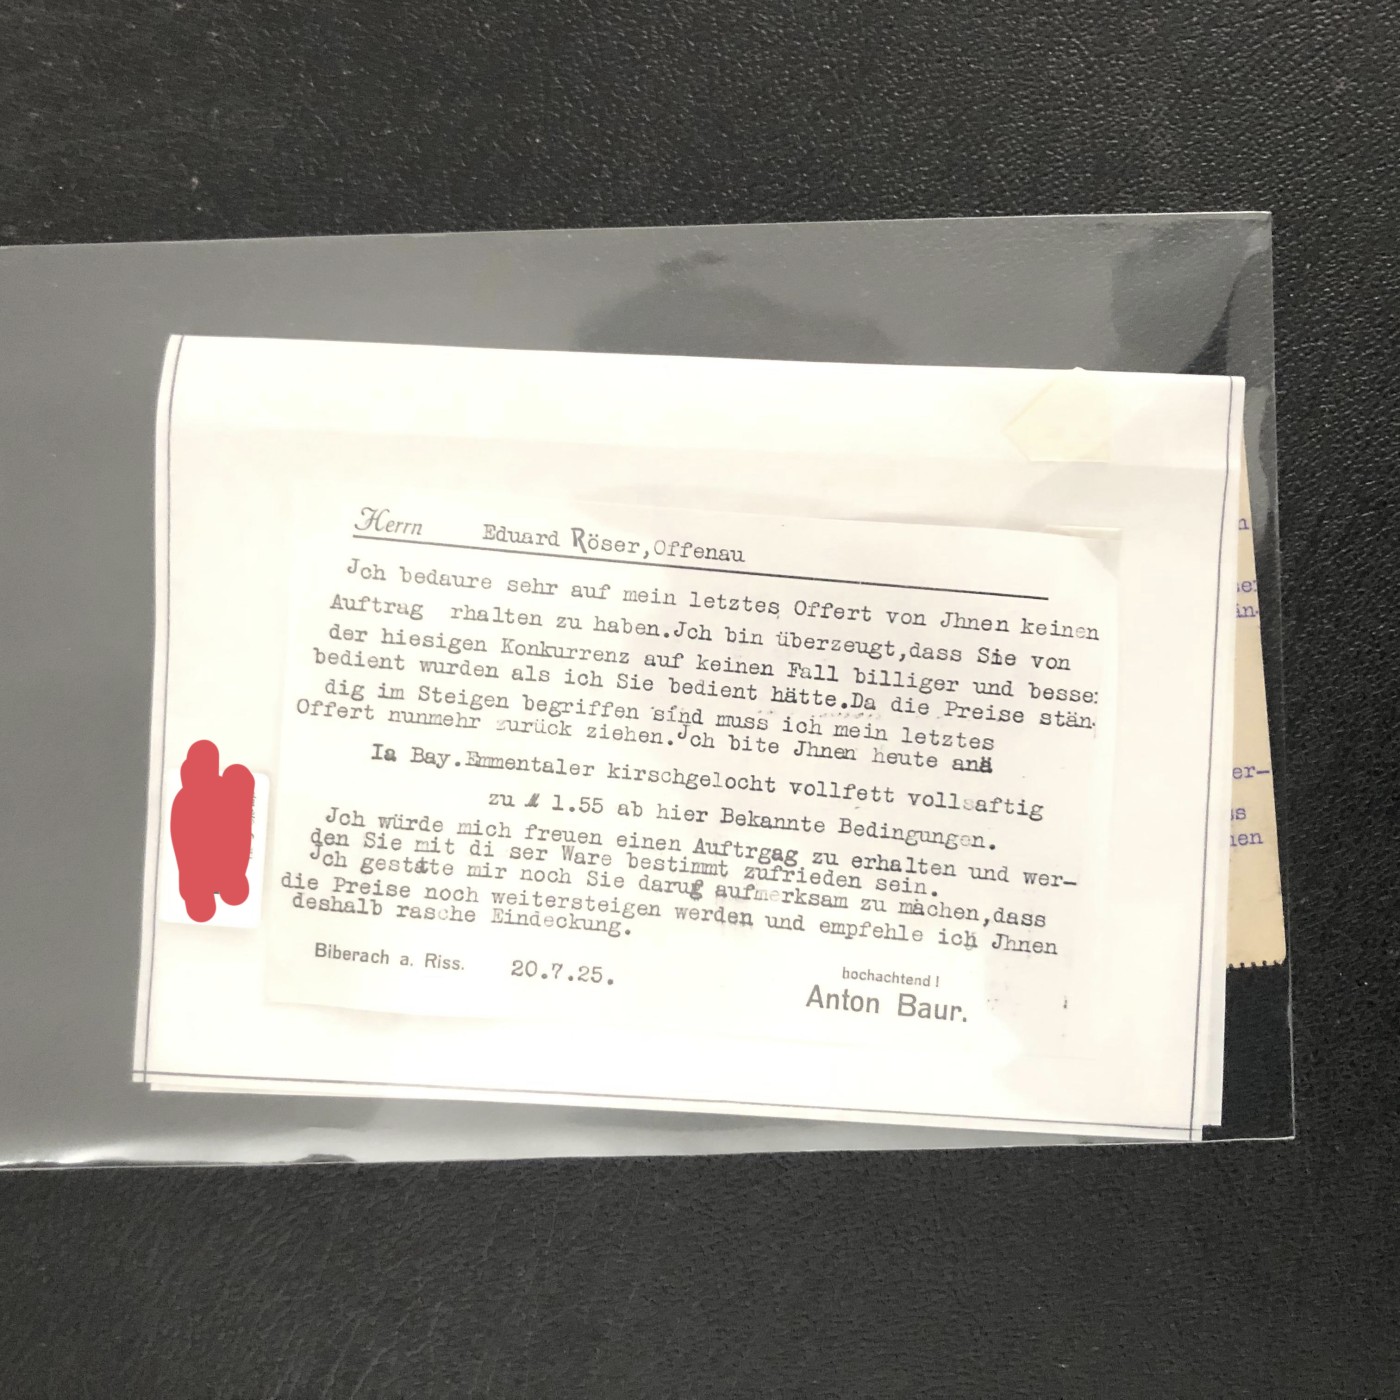 Herrn Eduard Röser,Offenau
Jch bedaure sehr auf mein letztes Offert von Jhnen keinen
Auftrag rhalten zu haben.Jch bin überzeugt,dass Sie von
der hiesigen Konkurrenz auf keinen Fall billiger und besse
bedient wurden als ich Sie bedient hätte.Da die Preise stän
dig im Steigen begriffen sind muss ich mein letztes
Offert nunmehr zurück ziehen.Jch bite Jhnen heute and
Ia Bay.Emmentaler kirschgelocht vollfett vollsaftig
zu 1.55 ab hier Bekannte Bedingungen.
Jch würde mich freuen einen Auftrgag zu erhalten und wer-
den Sie mit di ser Ware bestimmt zufrieden sein.
Jch gestatte mir noch Sie darug aufmerksam zu machen,dass
die Preise noch weitersteigen werden und empfehle ich Jhnen
deshalb rasche Eindeckung.
Biberach a. Riss. 20.7.25.
hochachtend!
Anton Baur.
n
in
er-
en